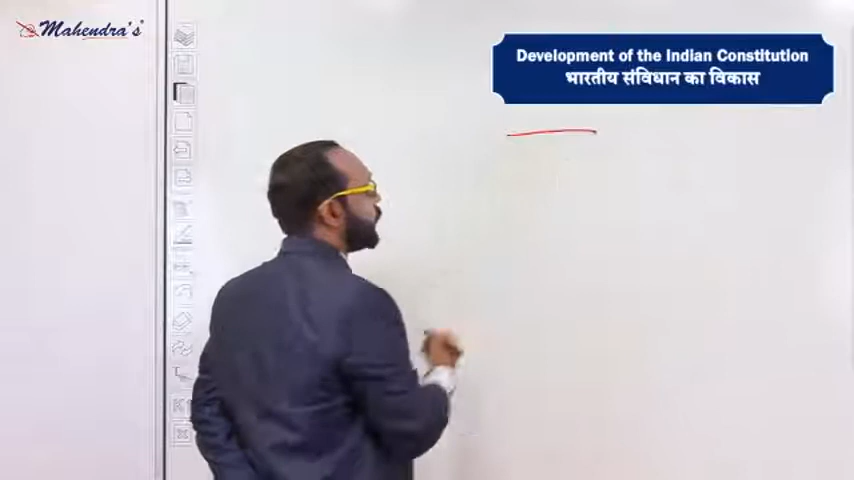 Mahendra's
Development of the Indian Constitution
भारतीय संविधान का विकास